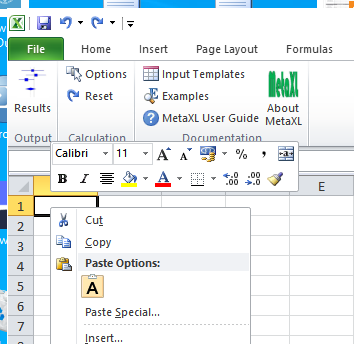 File Home Insert Page Layout Formulas
Results
Options
Reset
Input Templates
Examples
MetaXL User Guide
MetaXL
About
MetaXL
Output Calculation Documentation
Calibri 11 A A % ,
B I A .00 .0
E
1
2
3
4
5
6
7
8
9
Cut
Copy
Paste Options:
A
Paste Special...
Insert...